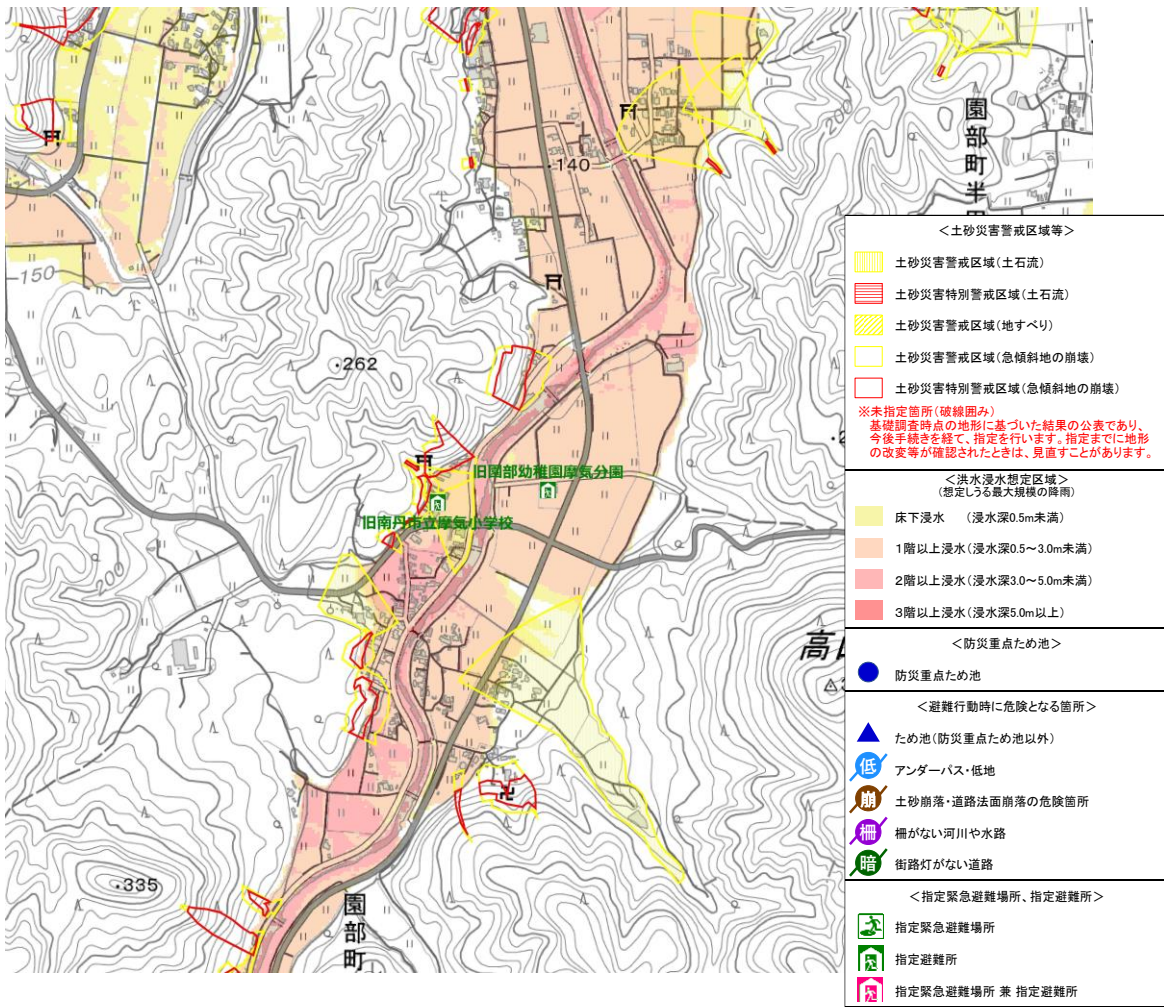 園部町半田
140
150
262
旧園部幼稚園摩気分園
旧南丹市立摩気小学校
200
200
高
335
園部町
＜土砂災害警戒区域等＞
土砂災害警戒区域(土石流)
土砂災害特別警戒区域(土石流)
土砂災害警戒区域(地すべり)
土砂災害警戒区域(急傾斜地の崩壊)
土砂災害特別警戒区域(急傾斜地の崩壊)
※未指定箇所(破線囲み)
基礎調査時点の地形に基づいた結果の公表であり、
今後手続きを経て、指定を行います。指定までに地形
の改変等が確認されたときは、見直すことがあります。
＜洪水浸水想定区域＞
(想定しうる最大規模の降雨)
床下浸水　(浸水深0.5m未満)
1階以上浸水(浸水深0.5～3.0m未満)
2階以上浸水(浸水深3.0～5.0m未満)
3階以上浸水(浸水深5.0m以上)
＜防災重点ため池＞
防災重点ため池
＜避難行動時に危険となる箇所＞
ため池(防災重点ため池以外)
低 アンダーパス・低地
崩 土砂崩落・道路法面崩落の危険箇所
柵 柵がない河川や水路
暗 街路灯がない道路
＜指定緊急避難場所、指定避難所＞
指定緊急避難場所
指定避難所
指定緊急避難場所 兼 指定避難所